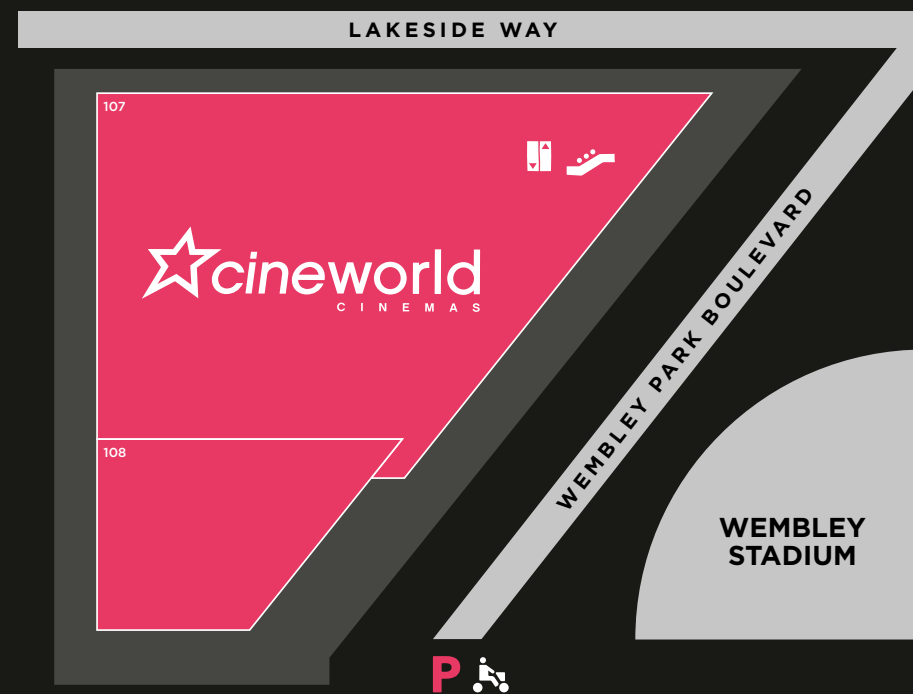 LAKESIDE WAY
107
cineworld
CINEMAS
WEMBLEY PARK BOULEVARD
108
WEMBLEY
STADIUM
P